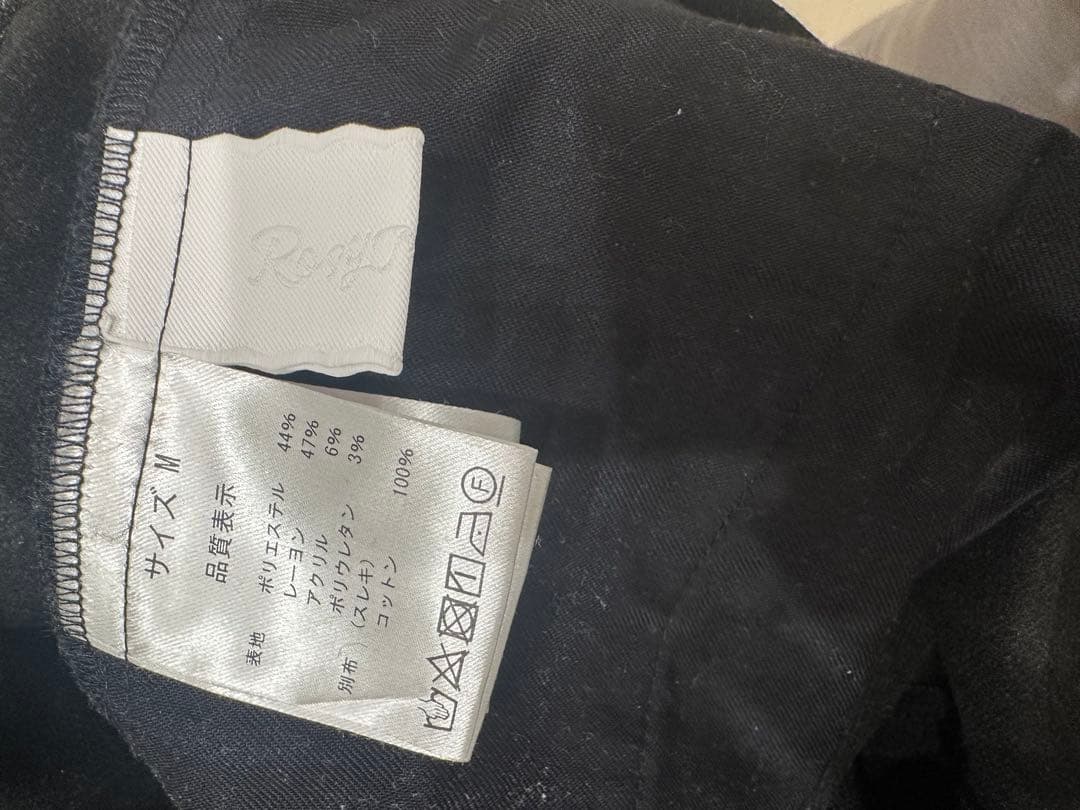 サイズ M
品質表示
表地 ポリエステル 44%
レーヨン 47%
アクリル 6%
ポリウレタン 3%
別布 (スレキ)
コットン 100%
F